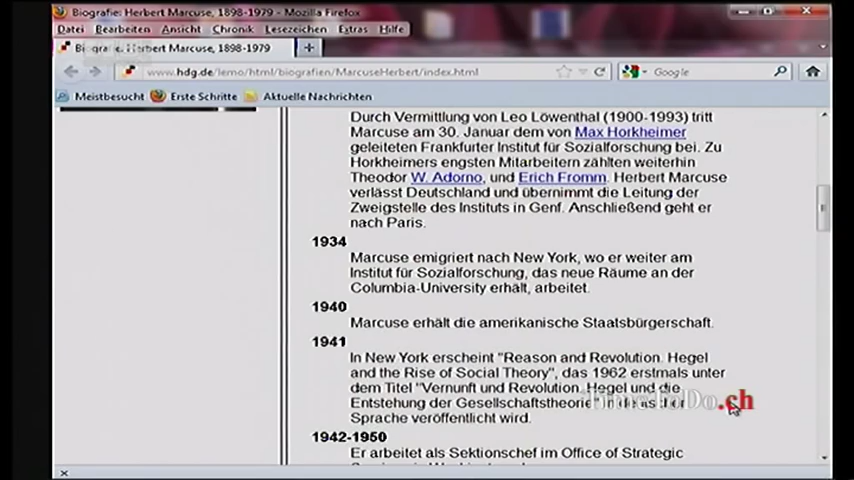 Biografie: Herbert Marcuse, 1898-1979 - Mozilla Firefox
Datei Bearbeiten Ansicht Chronik Lesezeichen Extras Hilfe
Biografie: Herbert Marcuse, 1898-1979
www.hdg.de/lemo/html/biografien/MarcuseHerbert/index.html
Google
Meistbesucht Erste Schritte Aktuelle Nachrichten
Durch Vermittlung von Leo Löwenthal (1900-1993) tritt
Marcuse am 30. Januar dem von Max Horkheimer
geleiteten Frankfurter Institut für Sozialforschung bei. Zu
Horkheimers engsten Mitarbeitern zählten weiterhin
Theodor W. Adorno, und Erich Fromm. Herbert Marcuse
verlässt Deutschland und übernimmt die Leitung der
Zweigstelle des Instituts in Genf. Anschließend geht er
nach Paris.
1934
Marcuse emigriert nach New York, wo er weiter am
Institut für Sozialforschung, das neue Räume an der
Columbia-University erhält, arbeitet.
1940
Marcuse erhält die amerikanische Staatsbürgerschaft.
1941
In New York erscheint "Reason and Revolution. Hegel
and the Rise of Social Theory", das 1962 erstmals unter
dem Titel "Vernunft und Revolution. Hegel und die
Entstehung der Gesellschaftstheorie" in
TimeToDo.ch
Sprache veröffentlicht wird.
1942-1950
Er arbeitet als Sektionschef im Office of Strategic